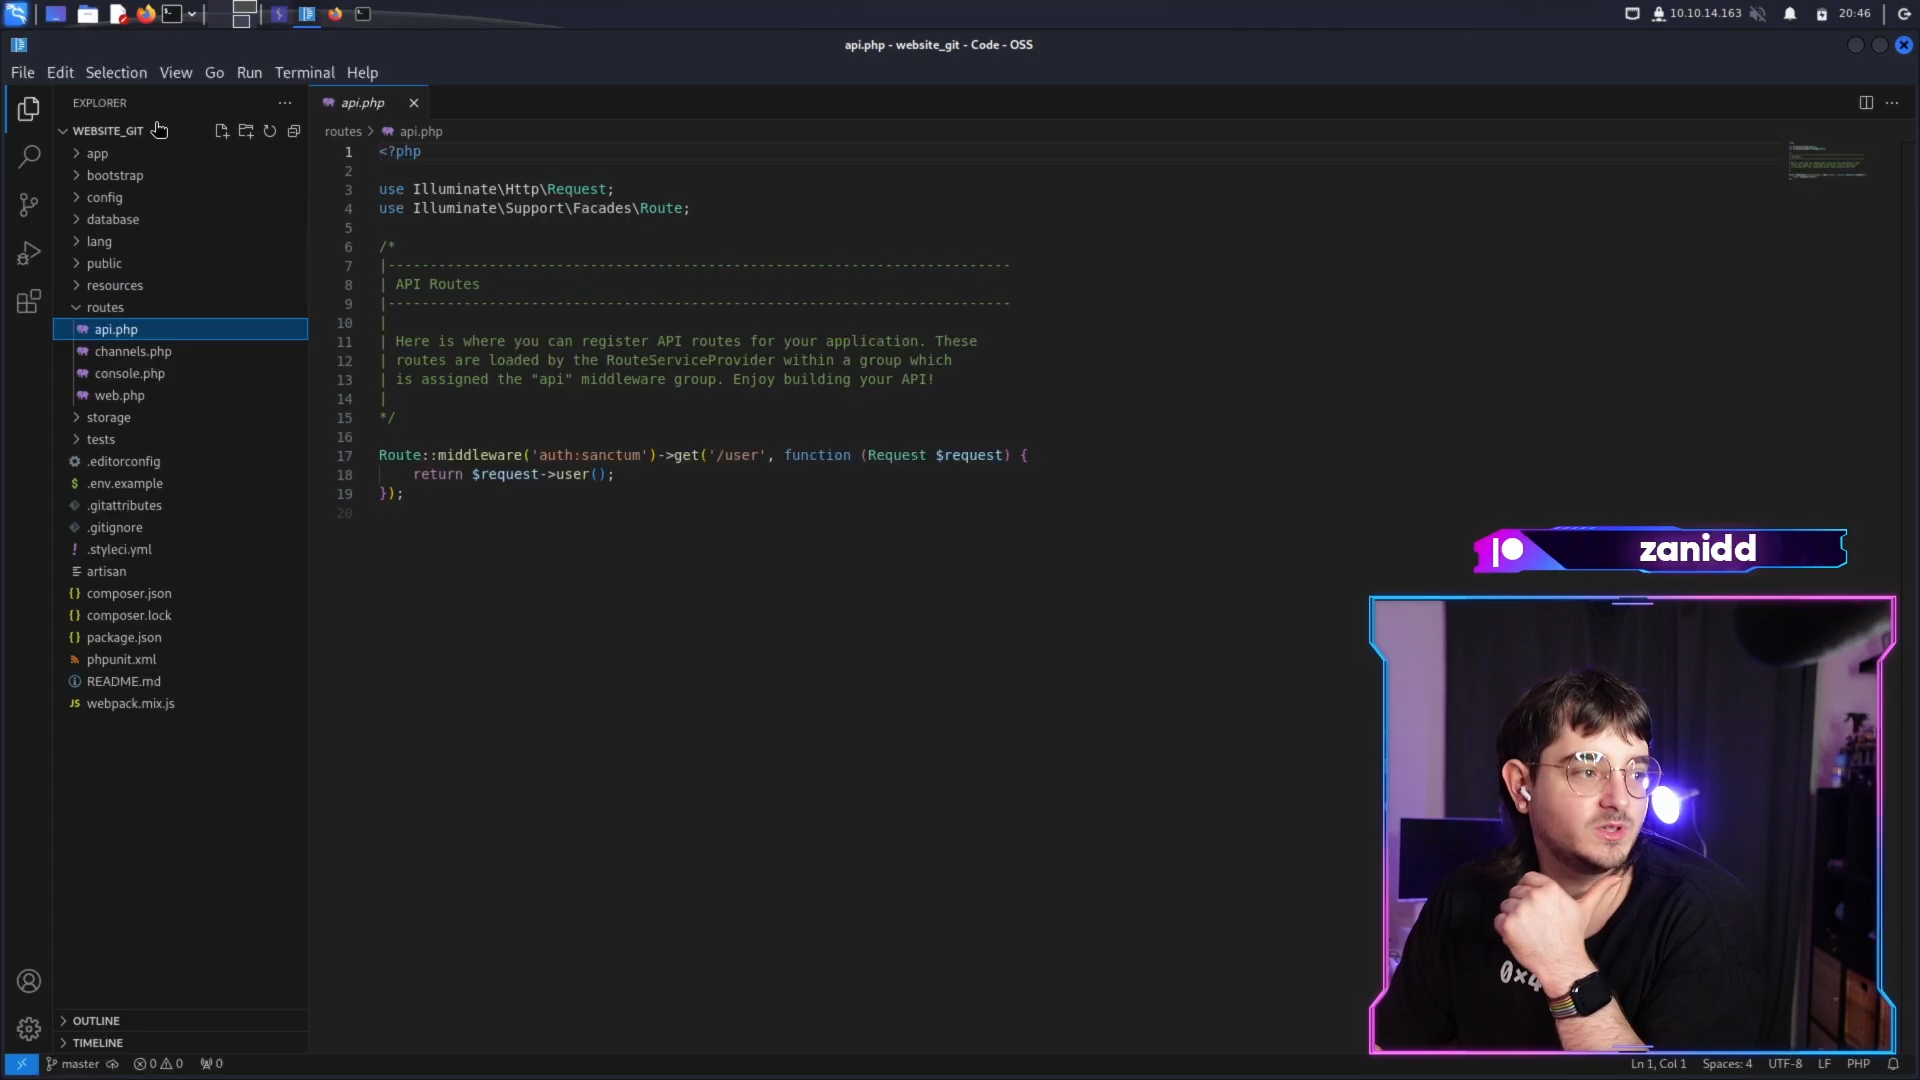 10.10.14.163
20:46
api.php - website_git - Code - OSS
File Edit Selection View Go Run Terminal Help
EXPLORER
WEBSITE_GIT
app
bootstrap
config
database
lang
public
resources
routes
api.php
channels.php
console.php
web.php
storage
tests
.editorconfig
.env.example
.gitattributes
.gitignore
.styleci.yml
artisan
composer.json
composer.lock
package.json
phpunit.xml
README.md
webpack.mix.js
OUTLINE
TIMELINE
api.php
routes > api.php
1 <?php
2
3 use Illuminate\Http\Request;
4 use Illuminate\Support\Facades\Route;
5
6 /*
7 |--------------------------------------------------------------------------
8 | API Routes
9 |--------------------------------------------------------------------------
10 |
11 | Here is where you can register API routes for your application. These
12 | routes are loaded by the RouteServiceProvider within a group which
13 | is assigned the "api" middleware group. Enjoy building your API!
14 |
15 */
16
17 Route::middleware('auth:sanctum')->get('/user', function (Request $request) {
18     return $request->user();
19 });
20
zanidd
master 0 0 0
Ln 1, Col 1 Spaces: 4 UTF-8 LF PHP